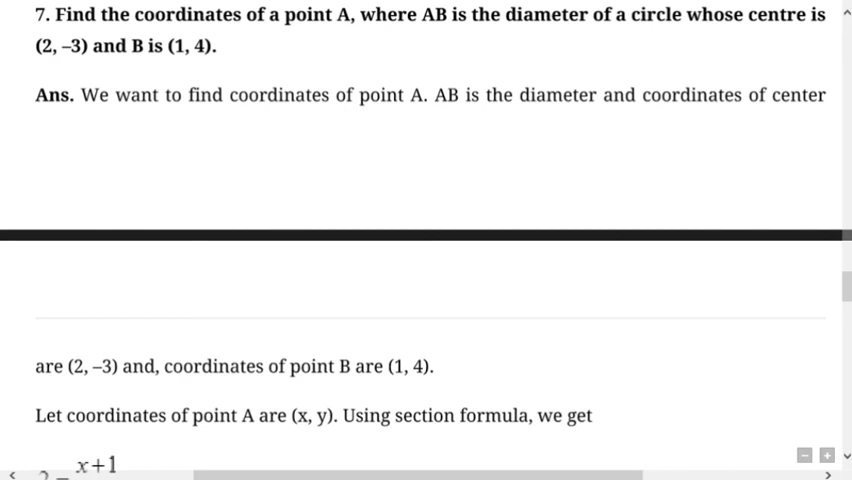 7. Find the coordinates of a point A, where AB is the diameter of a circle whose centre is
(2, –3) and B is (1, 4).
Ans. We want to find coordinates of point A. AB is the diameter and coordinates of center
are (2, –3) and, coordinates of point B are (1, 4).
Let coordinates of point A are (x, y). Using section formula, we get
x+1